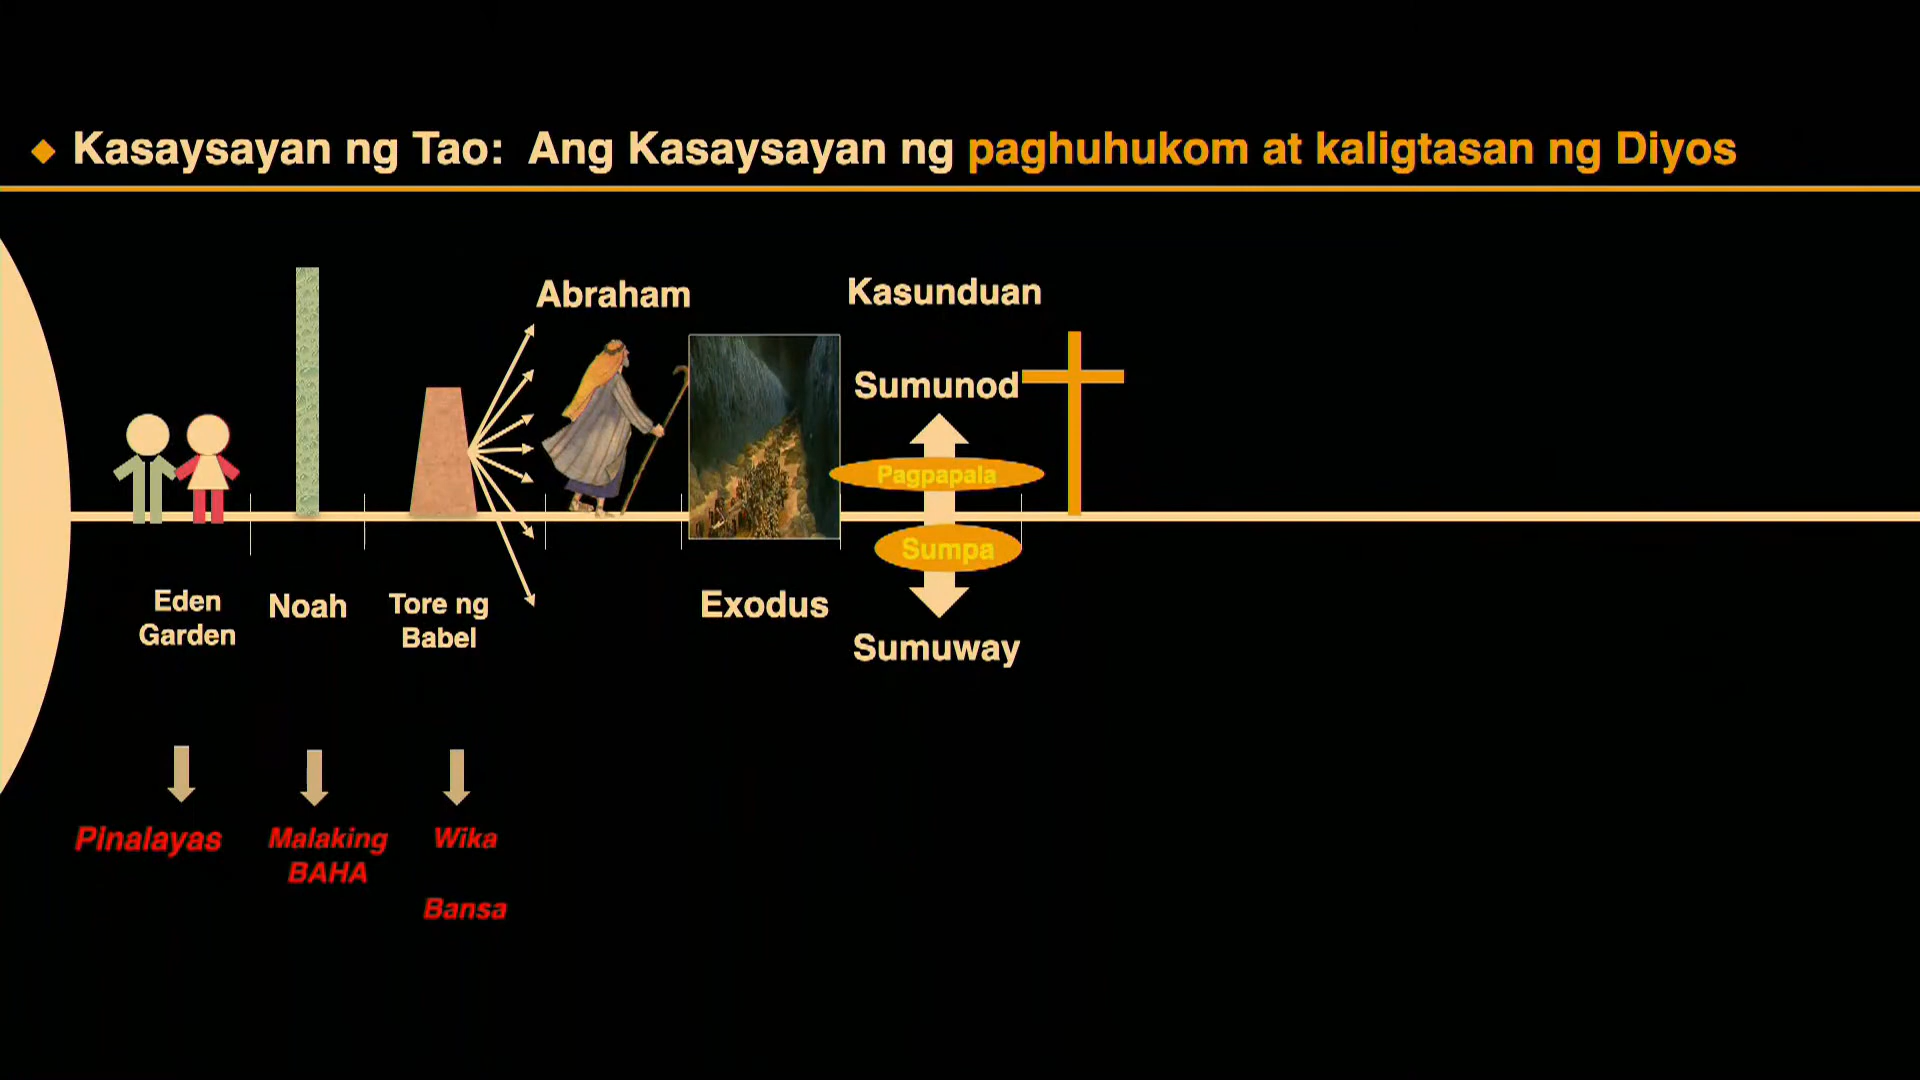 Kasaysayan ng Tao: Ang Kasaysayan ng paghuhukom at kaligtasan ng Diyos
Abraham
Kasunduan
Sumunod
Pagpapala
Sumpa
Eden
Garden
Noah
Tore ng
Babel
Exodus
Sumuway
Pinalayas
Malaking
BAHA
Wika
Bansa